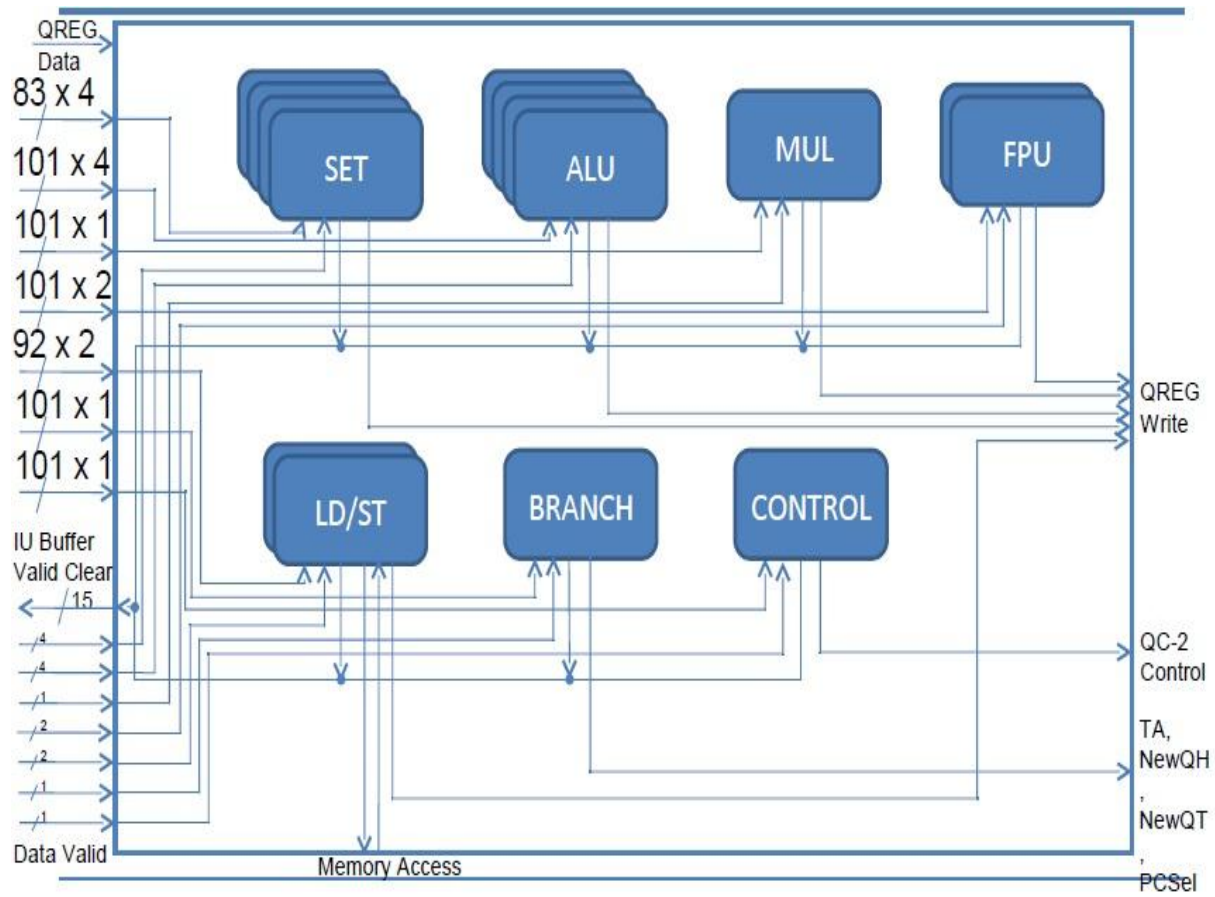 QREG
Data
83 x 4
101 x 4
101 x 1
101 x 2
92 x 2
101 x 1
101 x 1
IU Buffer
Valid Clear
15
4
4
1
2
2
1
1
Data Valid
SET
ALU
MUL
FPU
LD/ST
BRANCH
CONTROL
Memory Access
QREG
Write
QC-2
Control
TA,
NewQH
,
NewQT
,
PCSel